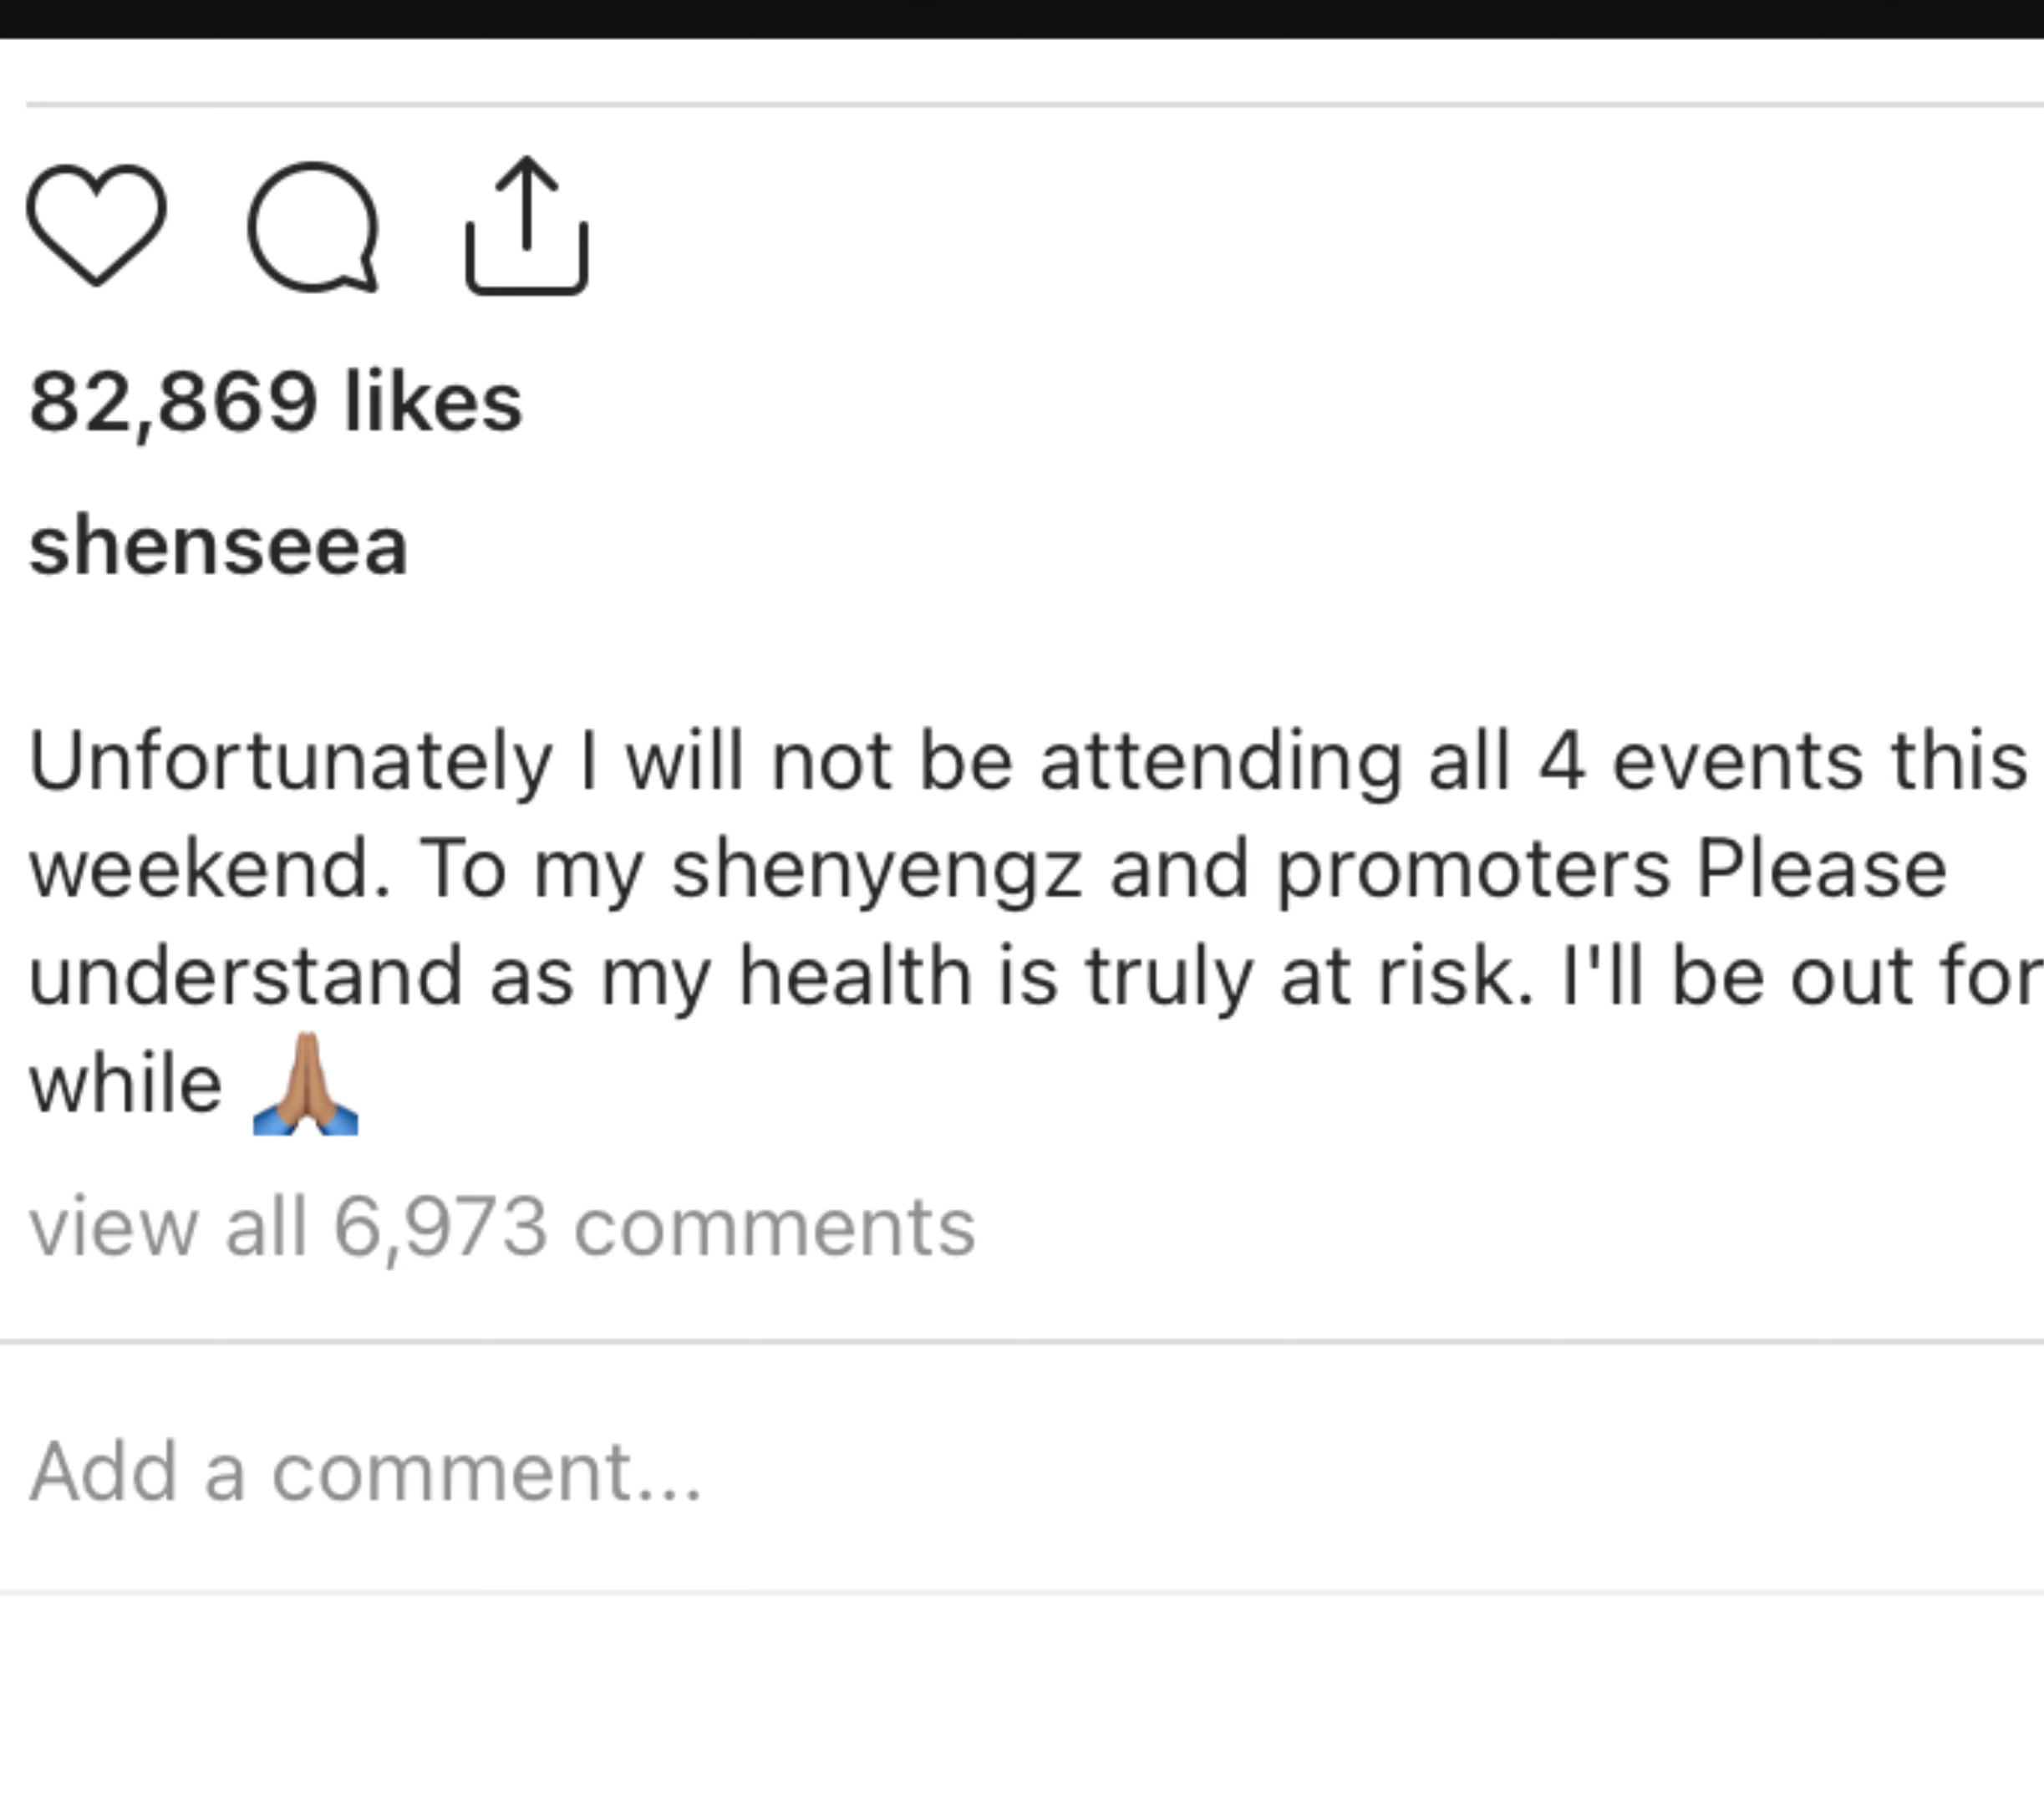 82,869 likes
shenseea
Unfortunately I will not be attending all 4 events this
weekend. To my shenyengz and promoters Please
understand as my health is truly at risk. I'll be out for
while 🙏🏽
view all 6,973 comments
Add a comment...